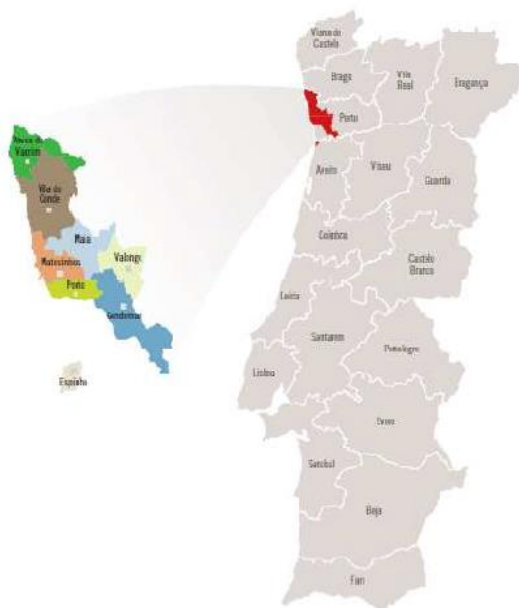 Viana do
Castelo
Braga
Vila
Real
Bragança
Porto
Aveiro
Viseu
Guarda
Coimbra
Castelo
Branco
Leiria
Santarém
Portalegre
Lisboa
Évora
Setúbal
Beja
Faro
Póvoa de
Varzim
Vila do
Conde
Maia
Valongo
Matosinhos
Porto
Gondomar
Espinho